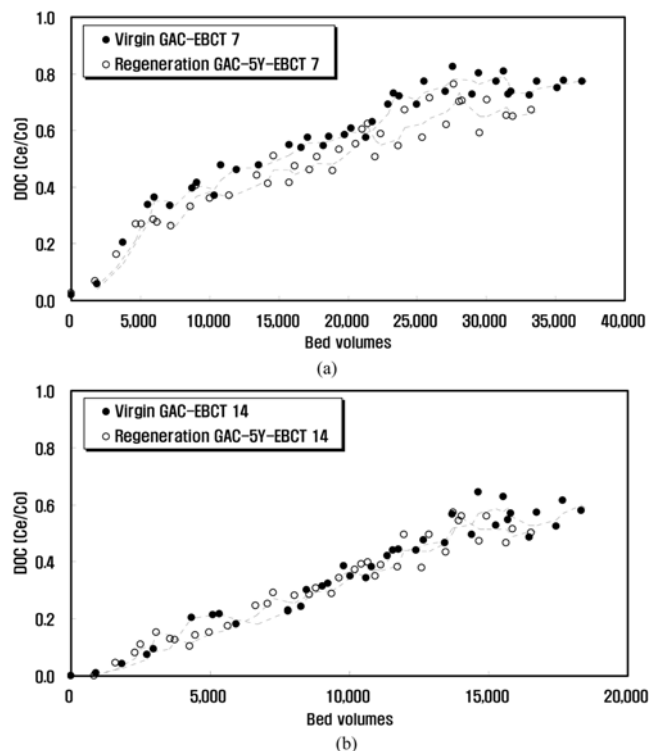 (a)
1.0
0.8
0.6
0.4
0.2
0.0
DOC (Ce/Co)
● Virgin GAC-EBCT 7
○ Regeneration GAC-5Y-EBCT 7
0 5,000 10,000 15,000 20,000 25,000 30,000 35,000 40,000
Bed volumes
(a)
1.0
0.8
0.6
0.4
0.2
0.0
DOC (Ce/Co)
● Virgin GAC-EBCT 14
○ Regeneration GAC-5Y-EBCT 14
0 5,000 10,000 15,000 20,000
Bed volumes
(b)